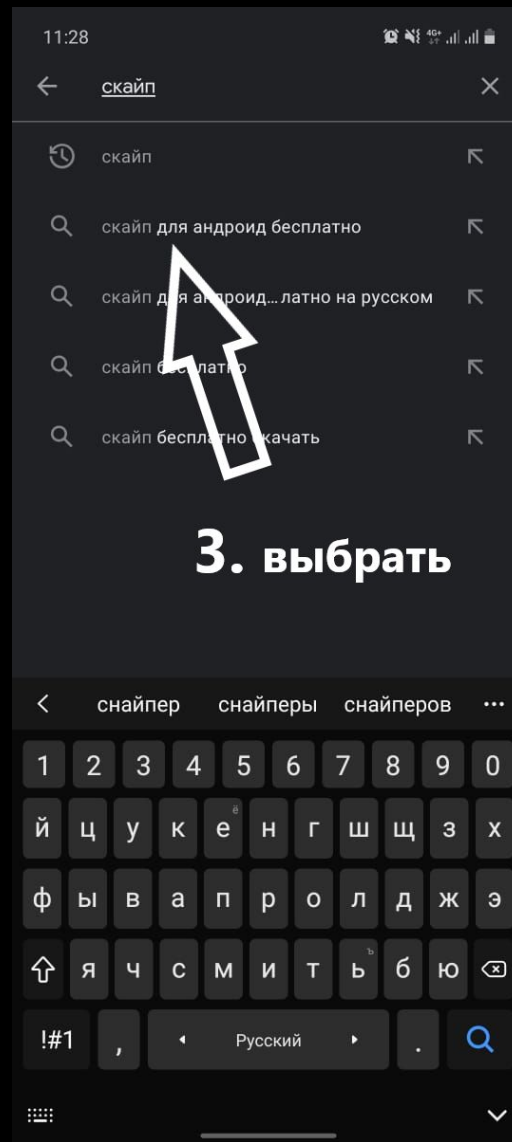 11:28 4G+
скайп
скайп
скайп для андроид бесплатно
скайп для андроид... латно на русском
скайп бесплатно
скайп бесплатно скачать
3. выбрать
снайпер снайперы снайперов
1 2 3 4 5 6 7 8 9 0
й ц у к е ё н г ш щ з х
ф ы в а п р о л д ж э
я ч с м и т ь ъ б ю
!#1 , Русский .